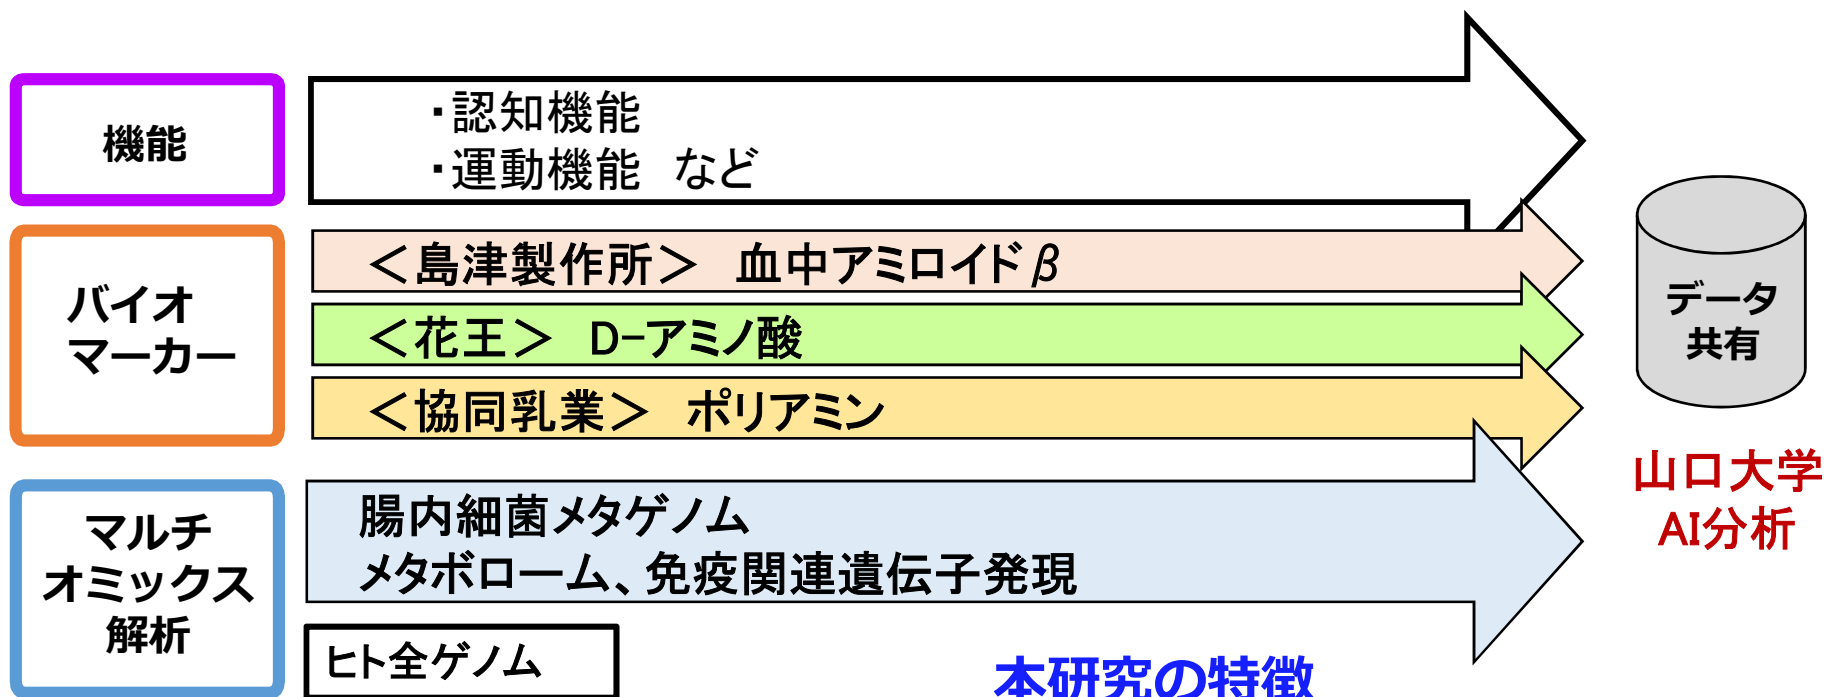 機能
・認知機能
・運動機能　など
バイオ
マーカー
＜島津製作所＞　血中アミロイドβ
＜花王＞　D-アミノ酸
＜協同乳業＞　ポリアミン
マルチ
オミックス
解析
腸内細菌メタゲノム
メタボローム、免疫関連遺伝子発現
ヒト全ゲノム
データ
共有
山口大学
AI分析
本研究の特徴